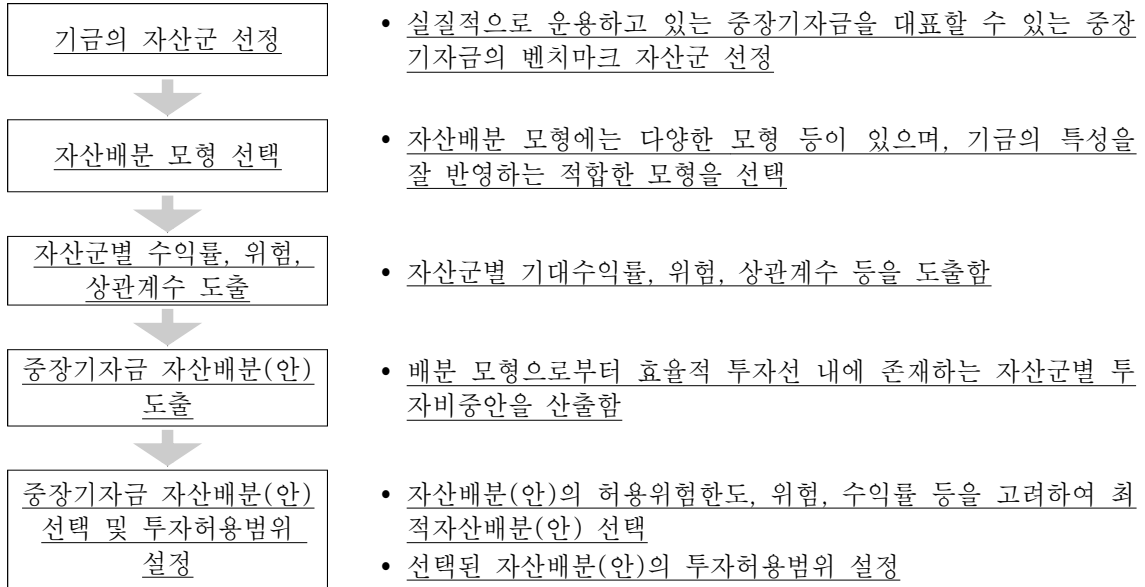 기금의 자산군 선정
• 실질적으로 운용하고 있는 중장기자금을 대표할 수 있는 중장
기자금의 벤치마크 자산군 선정
자산배분 모형 선택
• 자산배분 모형에는 다양한 모형 등이 있으며, 기금의 특성을
잘 반영하는 적합한 모형을 선택
자산군별 수익률, 위험,
상관계수 도출
• 자산군별 기대수익률, 위험, 상관계수 등을 도출함
중장기자금 자산배분(안)
도출
• 배분 모형으로부터 효율적 투자선 내에 존재하는 자산군별 투
자비중안을 산출함
중장기자금 자산배분(안)
선택 및 투자허용범위
설정
• 자산배분(안)의 허용위험한도, 위험, 수익률 등을 고려하여 최
적자산배분(안) 선택
• 선택된 자산배분(안)의 투자허용범위 설정